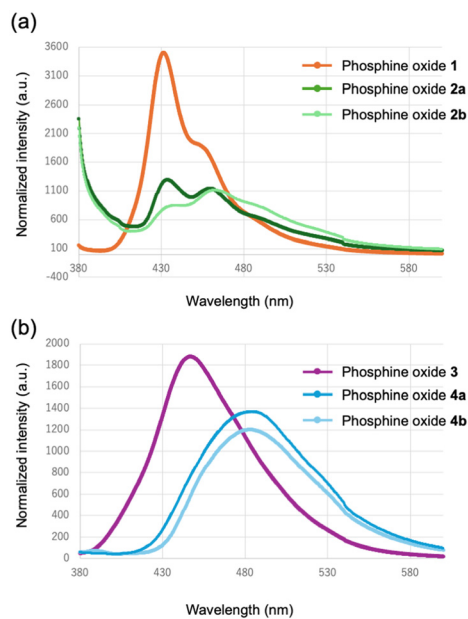 (a)
3600
3100
2600
2100
1600
1100
600
100
-400
380
430
480
530
580
Normalized intensity (a.u.)
Wavelength (nm)
Phosphine oxide 1
Phosphine oxide 2a
Phosphine oxide 2b
(b)
2000
1800
1600
1400
1200
1000
800
600
400
200
0
380
430
480
530
580
Normalized intensity (a.u.)
Wavelength (nm)
Phosphine oxide 3
Phosphine oxide 4a
Phosphine oxide 4b